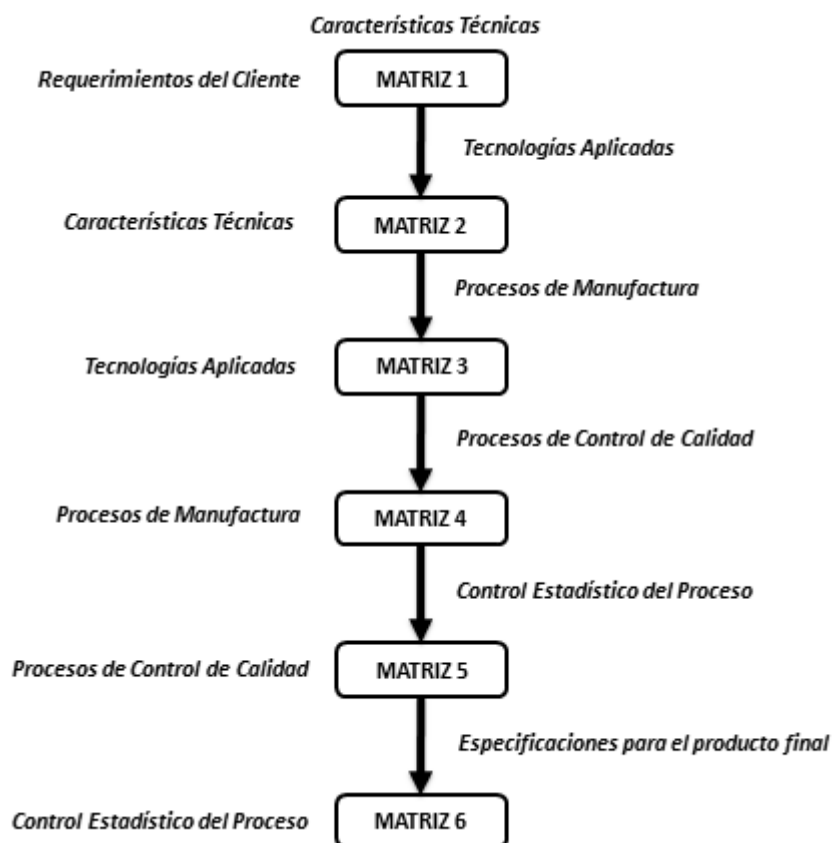 Características Técnicas
Requerimientos del Cliente
MATRIZ 1
Tecnologías Aplicadas
Características Técnicas
MATRIZ 2
Procesos de Manufactura
Tecnologías Aplicadas
MATRIZ 3
Procesos de Control de Calidad
Procesos de Manufactura
MATRIZ 4
Control Estadístico del Proceso
Procesos de Control de Calidad
MATRIZ 5
Especificaciones para el producto final
Control Estadístico del Proceso
MATRIZ 6